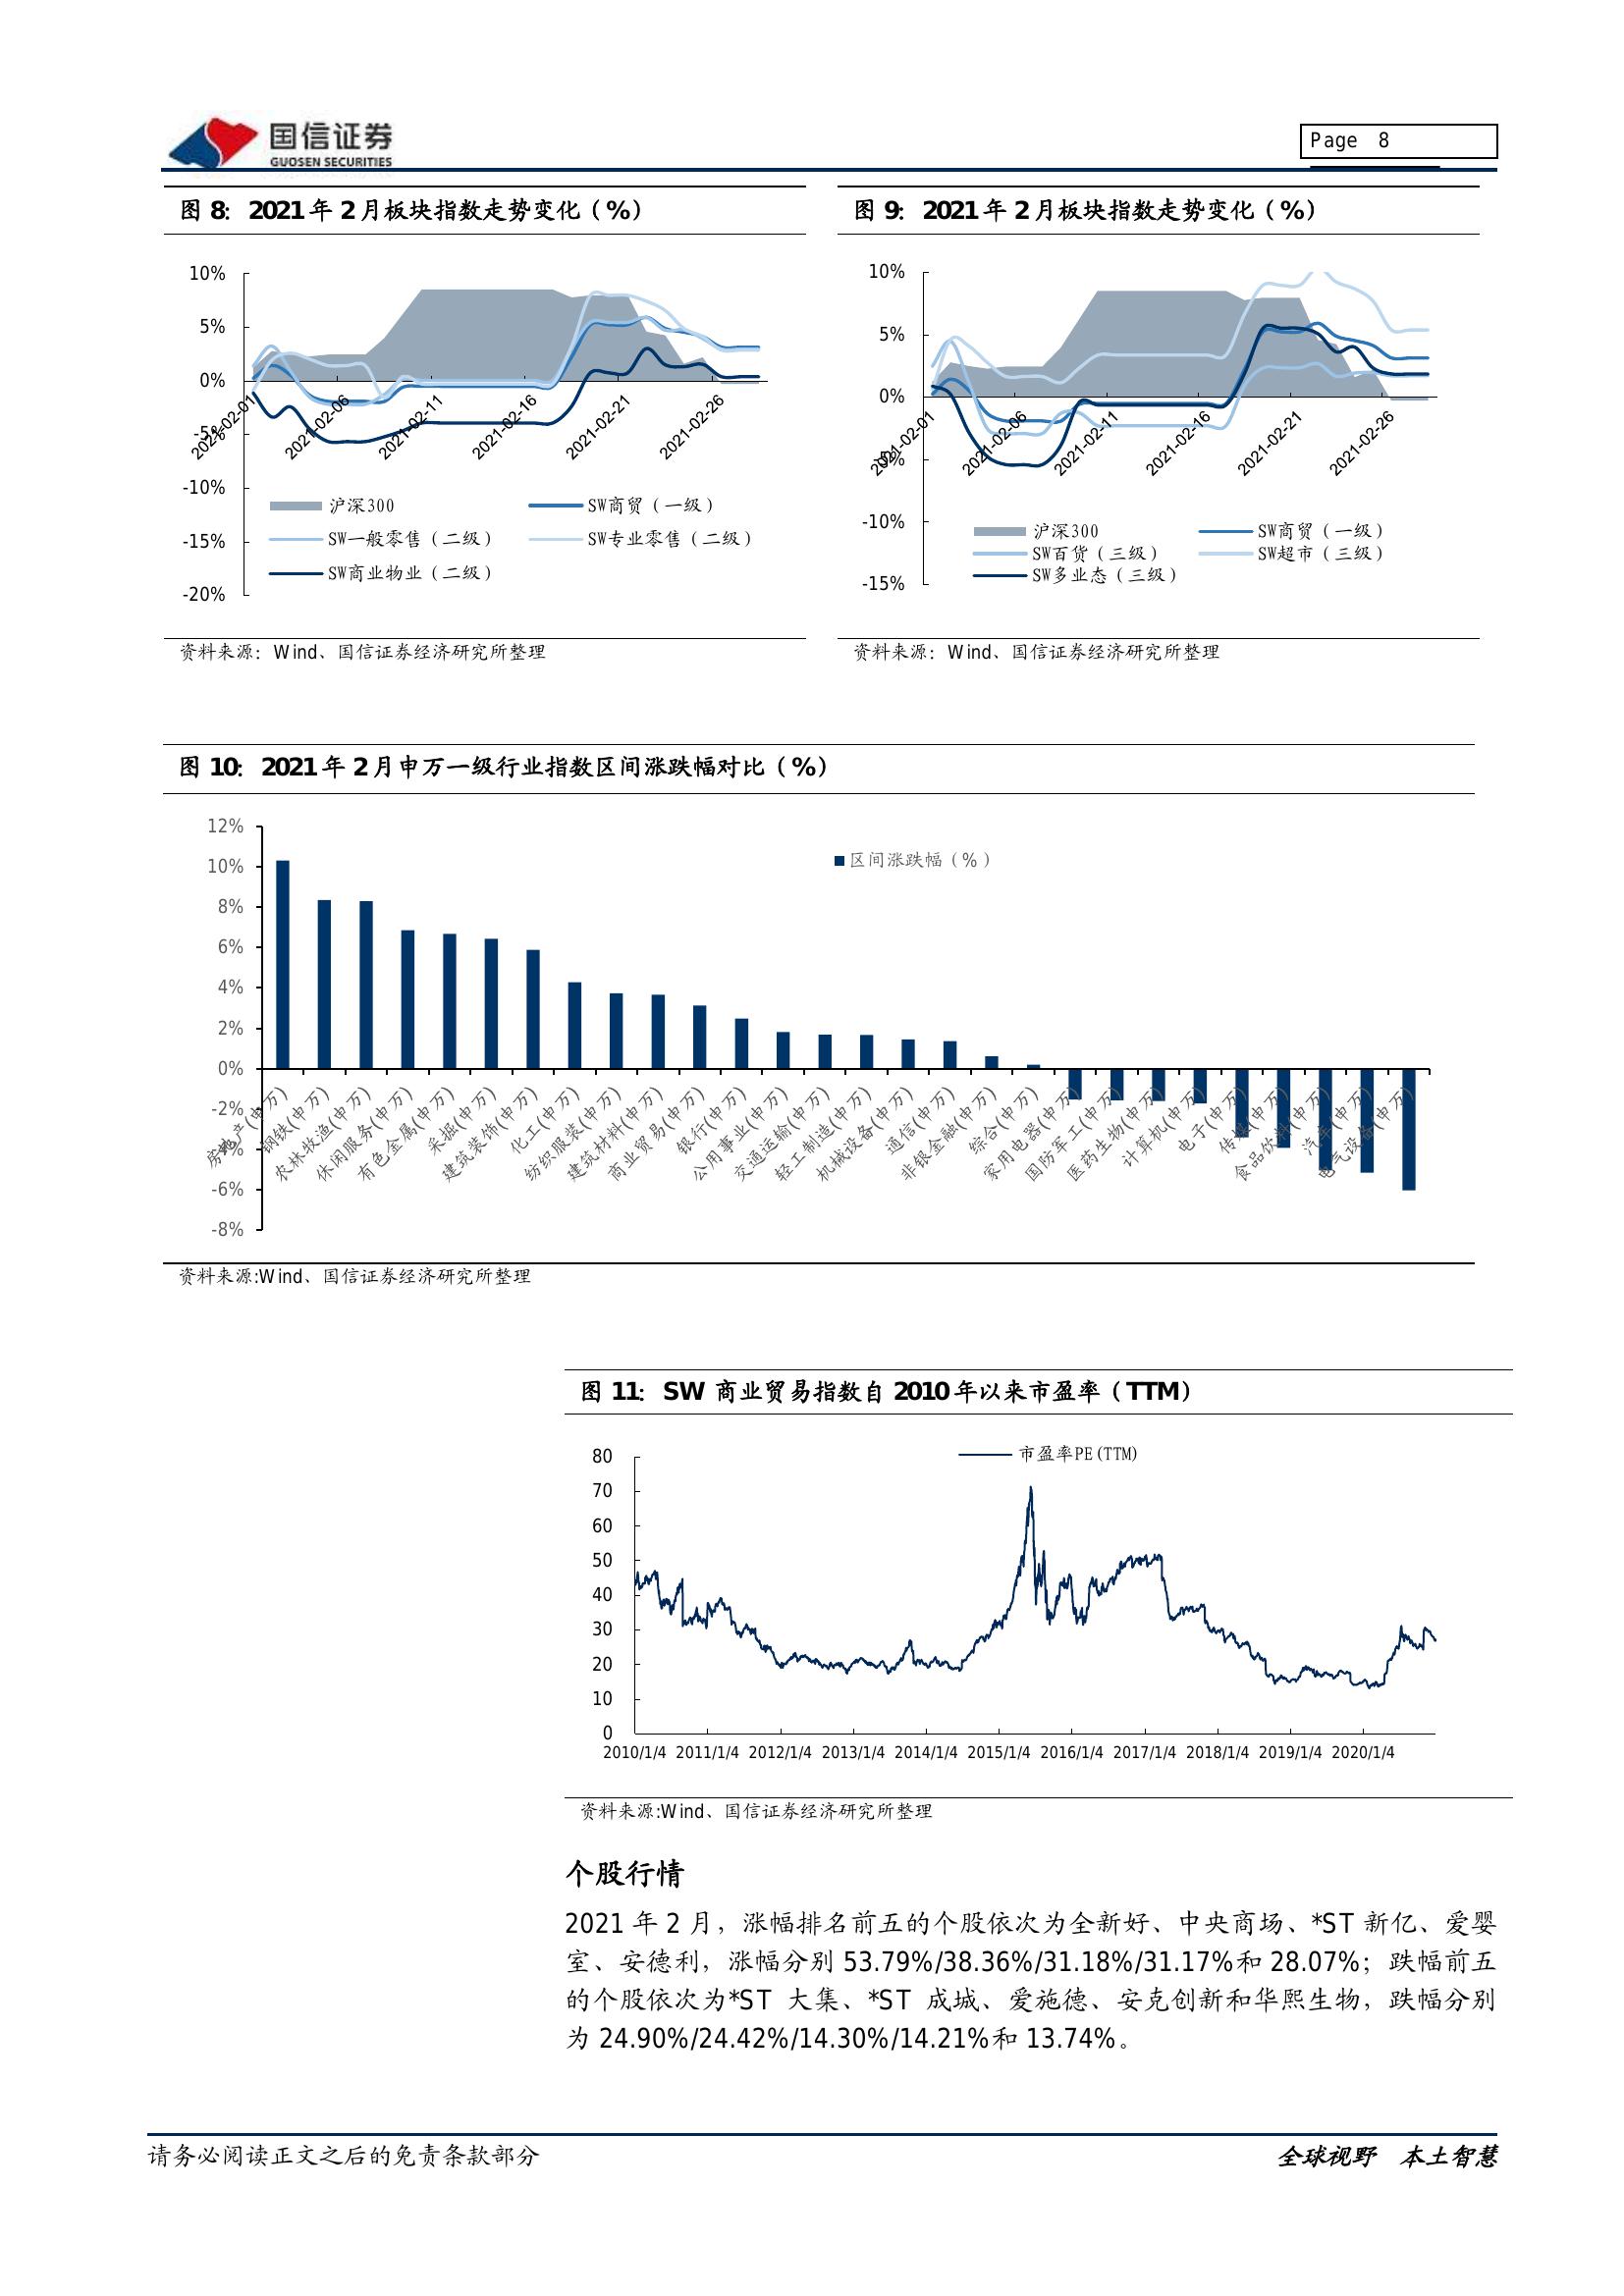 国信证券
GUOSEN SECURITIES
Page 8
图 8：2021 年 2 月板块指数走势变化（%）
10%
5%
0%
-5%
-10%
-15%
-20%
2021-02-01
2021-02-06
2021-02-11
2021-02-16
2021-02-21
2021-02-26
沪深300
SW商贸（一级）
SW一般零售（二级）
SW专业零售（二级）
SW商业物业（二级）
资料来源：Wind、国信证券经济研究所整理
图 9：2021 年 2 月板块指数走势变化（%）
10%
5%
0%
-5%
-10%
-15%
2021-02-01
2021-02-06
2021-02-11
2021-02-16
2021-02-21
2021-02-26
沪深300
SW商贸（一级）
SW百货（三级）
SW超市（三级）
SW多业态（三级）
资料来源：Wind、国信证券经济研究所整理
图 10：2021 年 2 月申万一级行业指数区间涨跌幅对比（%）
区间涨跌幅（%）
12%
10%
8%
6%
4%
2%
0%
-2%
-4%
-6%
-8%
房地产(申万)
钢铁(申万)
农林牧渔(申万)
休闲服务(申万)
有色金属(申万)
采掘(申万)
建筑装饰(申万)
化工(申万)
纺织服装(申万)
建筑材料(申万)
商业贸易(申万)
银行(申万)
公用事业(申万)
交通运输(申万)
轻工制造(申万)
机械设备(申万)
通信(申万)
非银金融(申万)
综合(申万)
家用电器(申万)
国防军工(申万)
医药生物(申万)
计算机(申万)
电子(申万)
传媒(申万)
食品饮料(申万)
汽车(申万)
电气设备(申万)
资料来源:Wind、国信证券经济研究所整理
图 11：SW 商业贸易指数自 2010 年以来市盈率（TTM）
市盈率PE(TTM)
80
70
60
50
40
30
20
10
0
2010/1/4 2011/1/4 2012/1/4 2013/1/4 2014/1/4 2015/1/4 2016/1/4 2017/1/4 2018/1/4 2019/1/4 2020/1/4
资料来源:Wind、国信证券经济研究所整理
个股行情
2021 年 2 月，涨幅排名前五的个股依次为全新好、中央商场、*ST 新亿、爱婴
室、安德利，涨幅分别 53.79%/38.36%/31.18%/31.17%和 28.07%；跌幅前五
的个股依次为*ST 大集、*ST 成城、爱施德、安克创新和华熙生物，跌幅分别
为 24.90%/24.42%/14.30%/14.21%和 13.74%。
请务必阅读正文之后的免责条款部分
全球视野 本土智慧